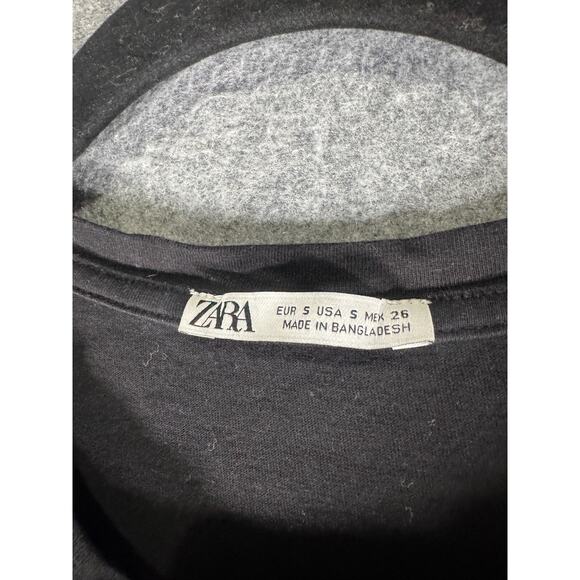 ZARA
EUR S USA S MEX 26
MADE IN BANGLADESH